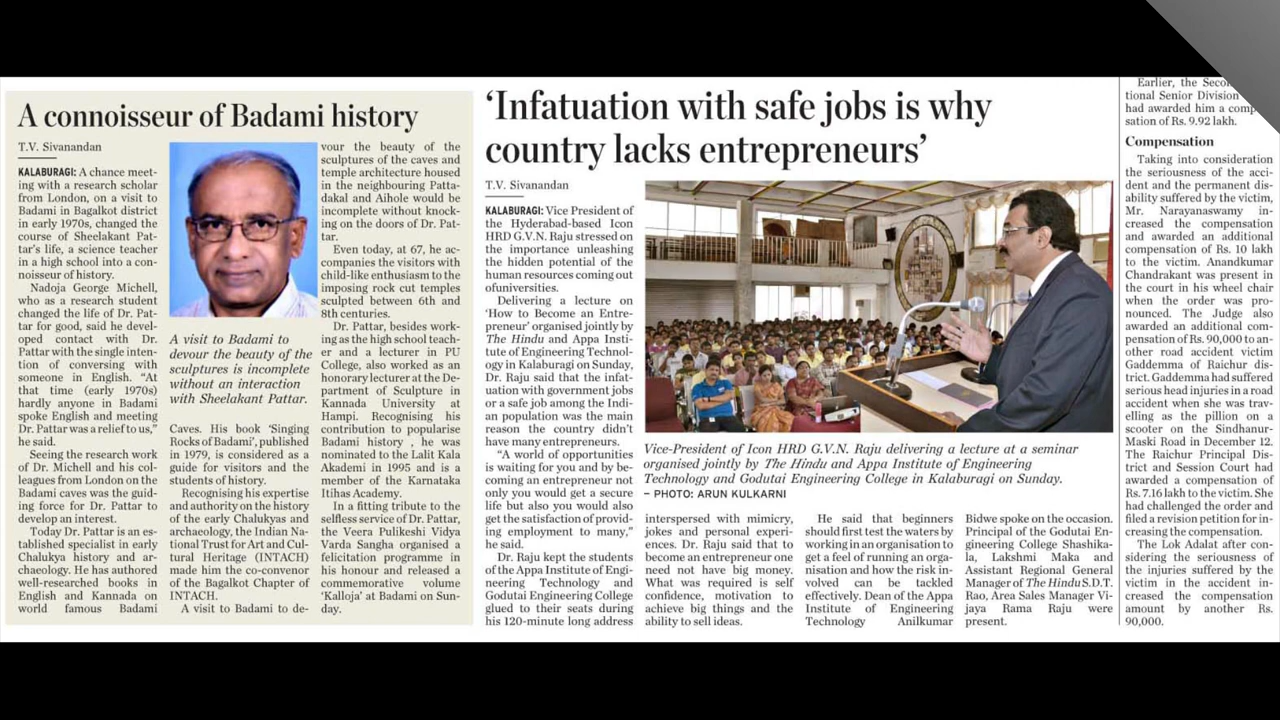 A connoisseur of Badami history
T.V. Sivanandan
KALABURAGI: A chance meet-
ing with a research scholar
from London, on a visit to
Badami in Bagalkot district
in early 1970s, changed the
course of Sheelakant Pat-
tar's life, a science teacher
in a high school into a con-
noisseur of history.
Nadoja George Michell,
who as a research student
changed the life of Dr. Pat-
tar for good, said he devel-
oped contact with Dr.
Pattar with the single inten-
tion of conversing with
someone in English. “At
that time (early 1970s)
hardly anyone in Badami
spoke English and meeting
Dr. Pattar was a relief to us,”
he said.
Seeing the research work
of Dr. Michell and his col-
leagues from London on the
Badami caves was the guid-
ing force for Dr. Pattar to
develop an interest.
Today Dr. Pattar is an es-
tablished specialist in early
Chalukya history and ar-
chaeology. He has authored
well-researched books in
English and Kannada on
world famous Badami
A visit to Badami to
devour the beauty of the
sculptures is incomplete
without an interaction
with Sheelakant Pattar.
Caves. His book ‘Singing
Rocks of Badami’, published
in 1979, is considered as a
guide for visitors and the
students of history.
Recognising his expertise
and authority on the history
of the early Chalukyas and
archaeology, the Indian Na-
tional Trust for Art and Cul-
tural Heritage (INTACH)
made him the co-convenor
of the Bagalkot Chapter of
INTACH.
A visit to Badami to de-
vour the beauty of the
sculptures of the caves and
temple architecture housed
in the neighbouring Patta-
dakal and Aihole would be
incomplete without knock-
ing on the doors of Dr. Pat-
tar.
Even today, at 67, he ac-
companies the visitors with
child-like enthusiasm to the
imposing rock cut temples
sculpted between 6th and
8th centuries.
Dr. Pattar, besides work-
ing as the high school teach-
er and a lecturer in PU
College, also worked as an
honorary lecturer at the De-
partment of Sculpture in
Kannada University at
Hampi. Recognising his
contribution to popularise
Badami history , he was
nominated to the Lalit Kala
Akademi in 1995 and is a
member of the Karnataka
Itihas Academy.
In a fitting tribute to the
selfless service of Dr. Pattar,
the Veera Pulikeshi Vidya
Varda Sangha organised a
felicitation programme in
his honour and released a
commemorative volume
‘Kalloja’ at Badami on Sun-
day.
‘Infatuation with safe jobs is why
country lacks entrepreneurs’
T.V. Sivanandan
KALABURAGI: Vice President of
the Hyderabad-based Icon
HRD G.V.N. Raju stressed on
the importance unleashing
the hidden potential of the
human resources coming out
ofuniversities.
Delivering a lecture on
‘How to Become an Entre-
preneur’ organised jointly by
The Hindu and Appa Insti-
tute of Engineering Technol-
ogy in Kalaburagi on Sunday,
Dr. Raju said that the infat-
uation with government jobs
or a safe job among the Indi-
an population was the main
reason the country didn't
have many entrepreneurs.
“A world of opportunities
is waiting for you and by be-
coming an entrepreneur not
only you would get a secure
life but also you would also
get the satisfaction of provid-
ing employment to many,”
he said.
Dr. Raju kept the students
of the Appa Institute of Engi-
neering Technology and
Godutai Engineering College
glued to their seats during
his 120-minute long address
Vice-President of Icon HRD G.V.N. Raju delivering a lecture at a seminar
organised jointly by The Hindu and Appa Institute of Engineering
Technology and Godutai Engineering College in Kalaburagi on Sunday.
– PHOTO: ARUN KULKARNI
interspersed with mimicry,
jokes and personal experi-
ences. Dr. Raju said that to
become an entrepreneur one
need not have big money.
What was required is self
confidence, motivation to
achieve big things and the
ability to sell ideas.
He said that beginners
should first test the waters by
working in an organisation to
get a feel of running an orga-
nisation and how the risk in-
volved can be tackled
effectively. Dean of the Appa
Institute of Engineering
Technology Anilkumar
Bidwe spoke on the occasion.
Principal of the Godutai En-
gineering College Shashika-
la, Lakshmi Maka and
Assistant Regional General
Manager of The Hindu S.D.T.
Rao, Area Sales Manager Vi-
jaya Rama Raju were
present.
Earlier, the
tional Senior Division
had awarded him a
sation of Rs. 9.92 lakh.
Compensation
Taking into consideration
the seriousness of the acci-
dent and the permanent dis-
ability suffered by the victim,
Mr. Narayanaswamy in-
creased the compensation
and awarded an additional
compensation of Rs. 10 lakh
to the victim. Anandkumar
Chandrakant was present in
the court in his wheel chair
when the order was pro-
nounced. The Judge also
awarded an additional com-
pensation of Rs. 90,000 to an-
other road accident victim
Gaddemma of Raichur dis-
trict. Gaddemma had suffered
serious head injuries in a road
accident when she was trav-
elling as the pillion on a
scooter on the Sindhanur-
Maski Road in December 12.
The Raichur Principal Dis-
trict and Session Court had
awarded a compensation of
Rs. 7.16 lakh to the victim. She
had challenged the order and
filed a revision petition for in-
creasing the compensation.
The Lok Adalat after con-
sidering the seriousness of
the injuries suffered by the
victim in the accident in-
creased the compensation
amount by another Rs.
90,000.